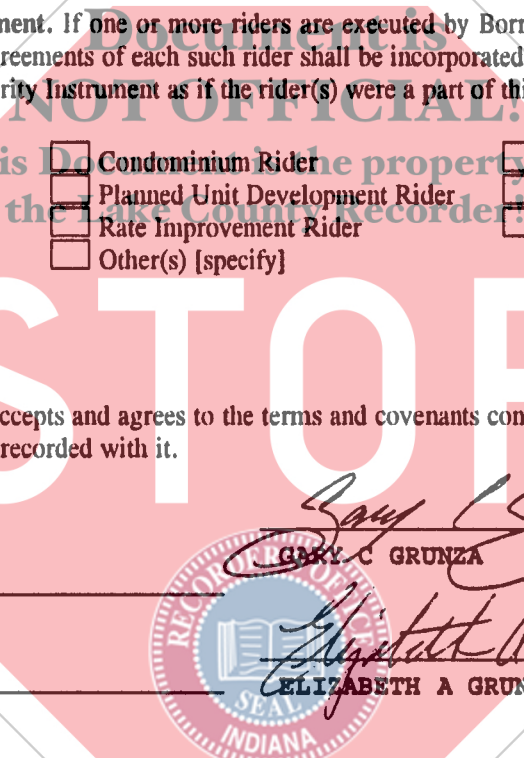 ment. If one or more riders are executed by Borr
Document is
reements of each such rider shall be incorporated
rity Instrument as if the rider(s) were a part of thi
NOT OFFICIAL!
Condominium Rider
is Document is the property
Planned Unit Development Rider
the Lake County Recorder!
Rate Improvement Rider
Other(s) [specify]
STOP
ccepts and agrees to the terms and covenants con
recorded with it.
Gary C
GARY C GRUNZA
RECORDER'S OFFICE
SEAL
INDIANA
Elizabeth A
ELIZABETH A GRUN